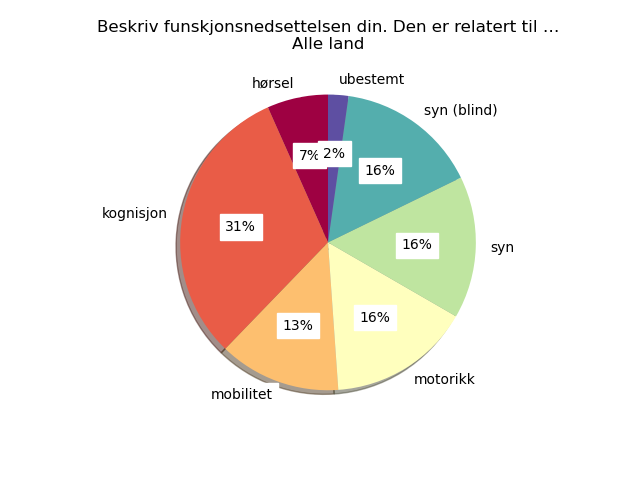 Beskriv funskjonsnedsettelsen din. Den er relatert til ...
Alle land
hørsel
ubestemt
syn (blind)
7%
2%
16%
kognisjon
31%
16%
syn
13%
16%
mobilitet
motorikk